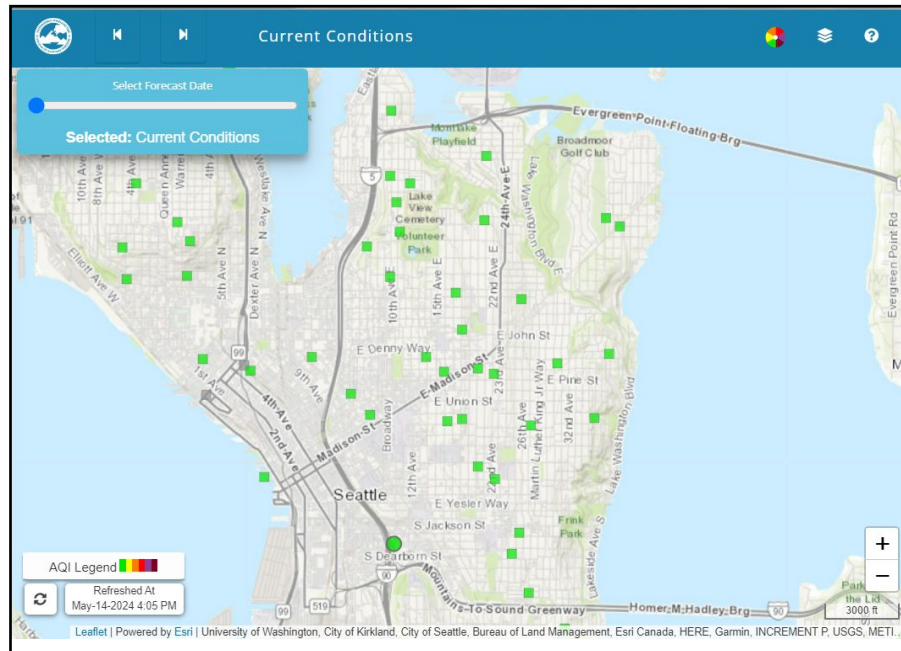 Current Conditions
Select Forecast Date
Selected: Current Conditions
Evergreen Point-Floating-Brg
Montlake
Playfield
Broadmoor
Golf Club
5
10th Ave W
8th Ave W
4th Ave
Queen Anne
Warren
4th
Westlake Ave N
Lake
View
Cemetery
Volunteer
Park
24th-Ave-E
Lake Washington Blvd E
Evergreen Point Rd
Elliott Ave W
5th Ave N
Dexter Ave N
10th Ave E
15th Ave E
22nd Ave E
E John St
E Denny Way
99
1st Ave
9th Ave
E-Madison-St
23rd Ave
E Pine St
E Union St
4th-Ave
2nd-Ave
Madison-St
Broadway
12th Ave
22nd Ave
26th Ave
Martin Luther King Jr Way
32nd Ave
Lake Washington Blvd
Seattle
E Yesler Way
S Jackson St
Frink
Park
S Dearborn St
Lakeside Ave S
90
AQI Legend
Refreshed At
May-14-2024 4:05 PM
99
519
Mountains-To-Sound Greenway
Homer-M-Hadley-Brg
90
Park
the Lid
3000 ft
+
−
Leaflet | Powered by Esri | University of Washington, City of Kirkland, City of Seattle, Bureau of Land Management, Esri Canada, HERE, Garmin, INCREMENT P, USGS, METI...